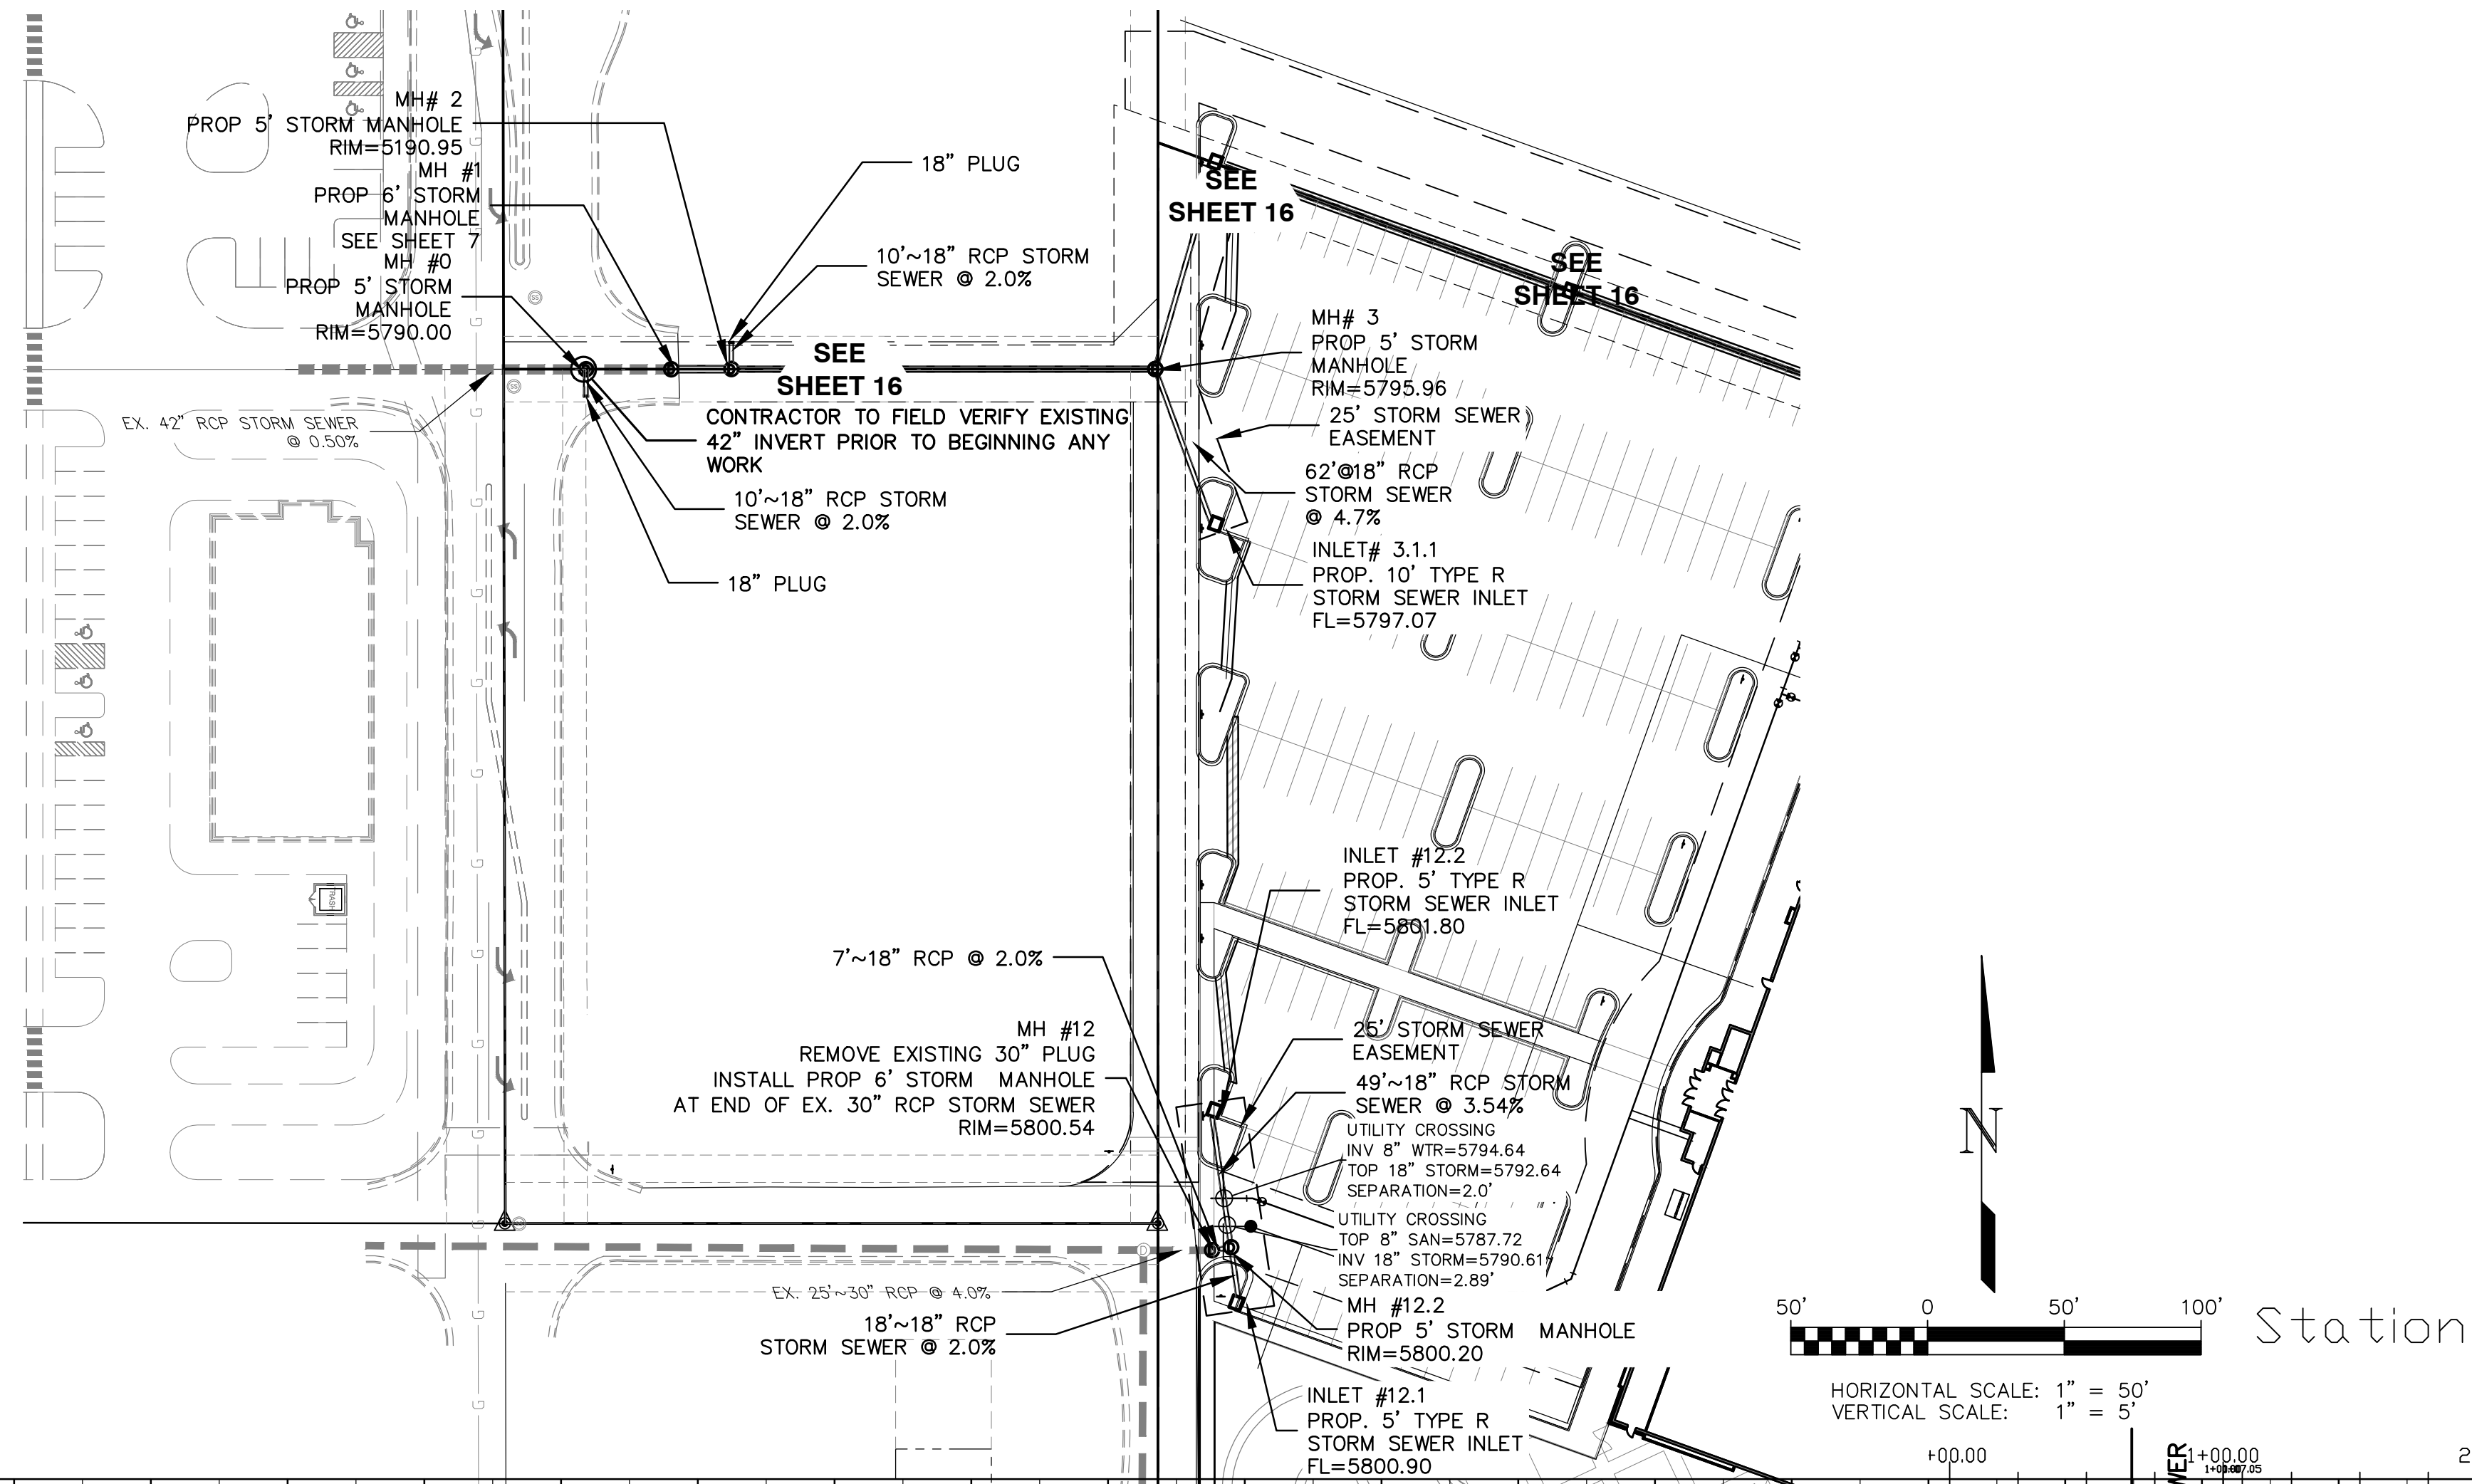 MH# 2
PROP 5' STORM MANHOLE
RIM=5190.95
MH #1
PROP 6' STORM
MANHOLE
SEE SHEET 7
MH #0
PROP 5' STORM
MANHOLE
RIM=5790.00
EX. 42" RCP STORM SEWER
@ 0.50%
18" PLUG
10'~18" RCP STORM
SEWER @ 2.0%
SEE
SHEET 16
SEE
SHEET 16
SEE
SHEET 16
CONTRACTOR TO FIELD VERIFY EXISTING
42" INVERT PRIOR TO BEGINNING ANY
WORK
10'~18" RCP STORM
SEWER @ 2.0%
18" PLUG
MH# 3
PROP 5' STORM
MANHOLE
RIM=5795.96
25' STORM SEWER
EASEMENT
62'@18" RCP
STORM SEWER
@ 4.7%
INLET# 3.1.1
PROP. 10' TYPE R
STORM SEWER INLET
FL=5797.07
INLET #12.2
PROP. 5' TYPE R
STORM SEWER INLET
FL=5801.80
7'~18" RCP @ 2.0%
MH #12
REMOVE EXISTING 30" PLUG
INSTALL PROP 6' STORM MANHOLE
AT END OF EX. 30" RCP STORM SEWER
RIM=5800.54
25' STORM SEWER
EASEMENT
49'~18" RCP STORM
SEWER @ 3.54%
UTILITY CROSSING
INV 8" WTR=5794.64
TOP 18" STORM=5792.64
SEPARATION=2.0'
UTILITY CROSSING
TOP 8" SAN=5787.72
INV 18" STORM=5790.61
SEPARATION=2.89'
EX. 25'~30" RCP @ 4.0%
18'~18" RCP
STORM SEWER @ 2.0%
MH #12.2
PROP 5' STORM MANHOLE
RIM=5800.20
INLET #12.1
PROP. 5' TYPE R
STORM SEWER INLET
FL=5800.90
TRASH
SS
SS
SS
D
G
G
G
G
G
G
G
G
G
G
G
G
N
50' 0 50' 100'
Station
HORIZONTAL SCALE: 1" = 50'
VERTICAL SCALE: 1" = 5'
+00.00
1+00.00
2